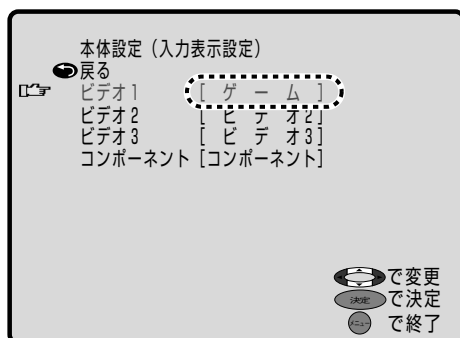 本体設定（入力表示設定）
戻る
ビデオ1 [ ゲ ー ム ]
ビデオ2 [ ビ デ オ2]
ビデオ3 [ ビ デ オ3]
コンポーネント [コンポーネント]
で変更
決定 で決定
メニュー で終了